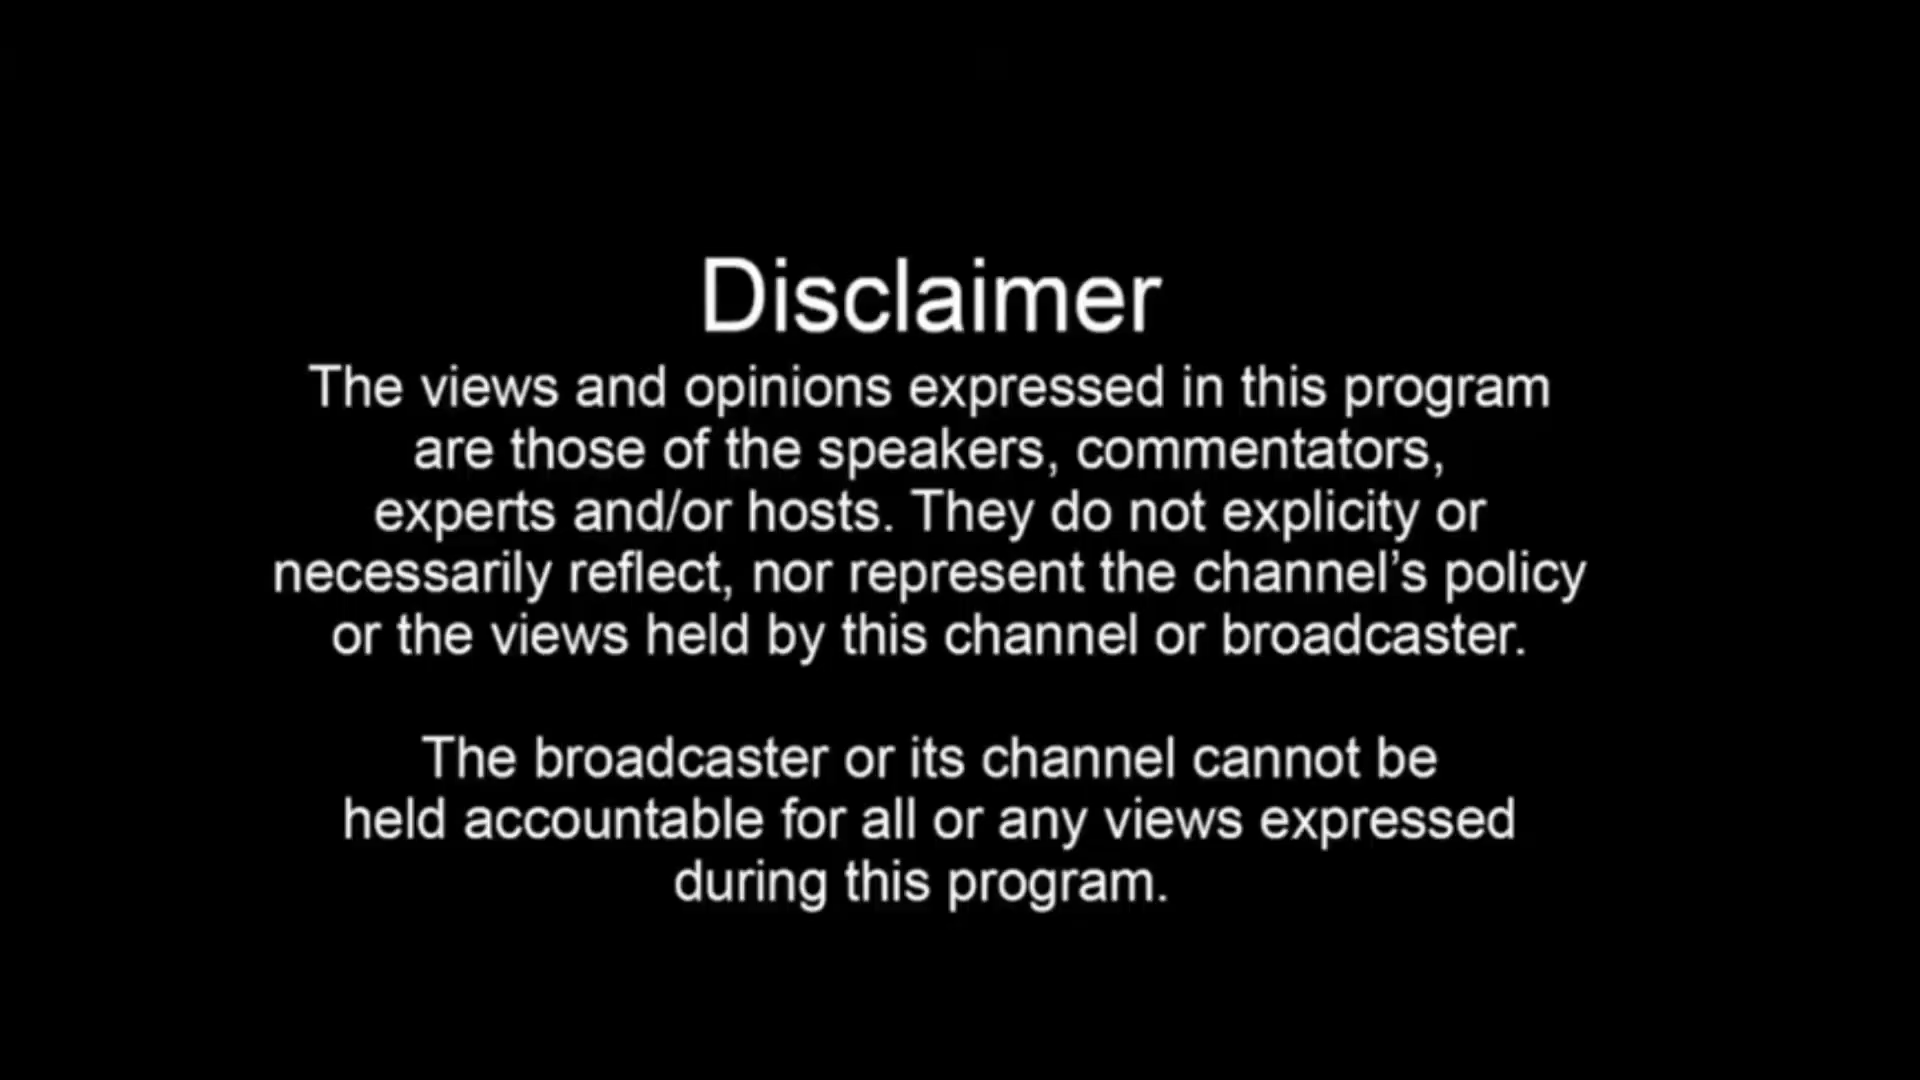 Disclaimer
The views and opinions expressed in this program
are those of the speakers, commentators,
experts and/or hosts. They do not explicity or
necessarily reflect, nor represent the channel’s policy
or the views held by this channel or broadcaster.
The broadcaster or its channel cannot be
held accountable for all or any views expressed
during this program.